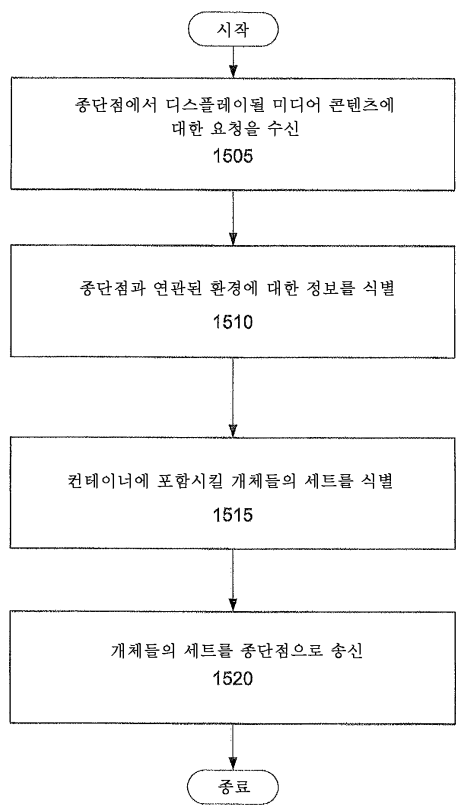 시작
종단점에서 디스플레이될 미디어 콘텐츠에
대한 요청을 수신
1505
종단점과 연관된 환경에 대한 정보를 식별
1510
컨테이너에 포함시킬 개체들의 세트를 식별
1515
개체들의 세트를 종단점으로 송신
1520
종료